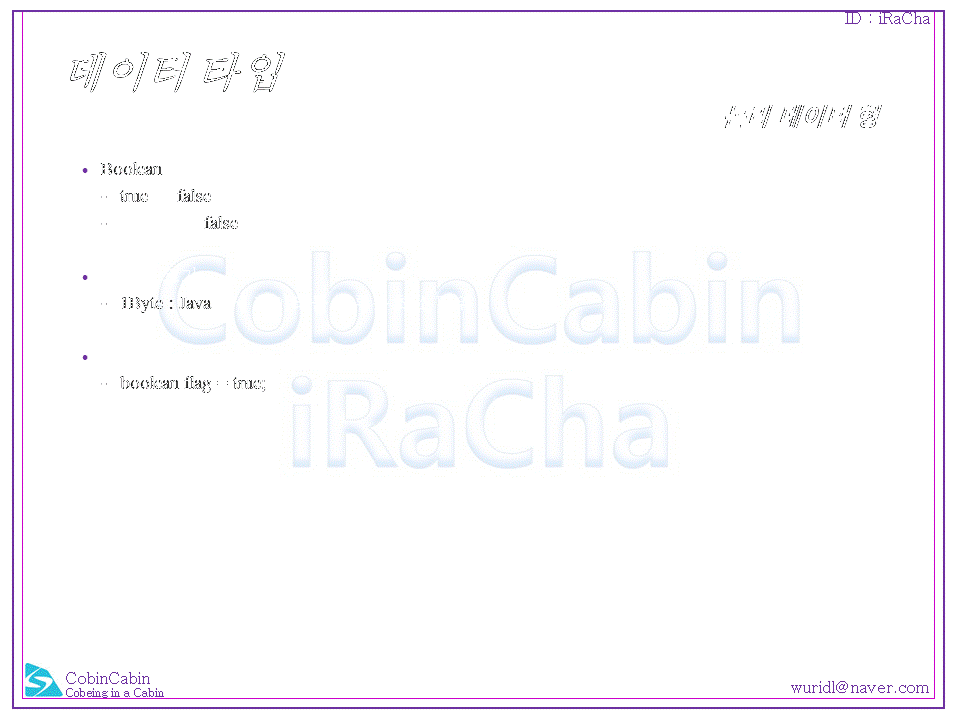 ID : iRaCha
데이터 타입
논리 데이터 형
• Boolean
– true false
– false
•
– 1Byte : Java
•
– boolean flag = true;
CobinCabin
iRaCha
CobinCabin
Cobeing in a Cabin
wuridl@naver.com